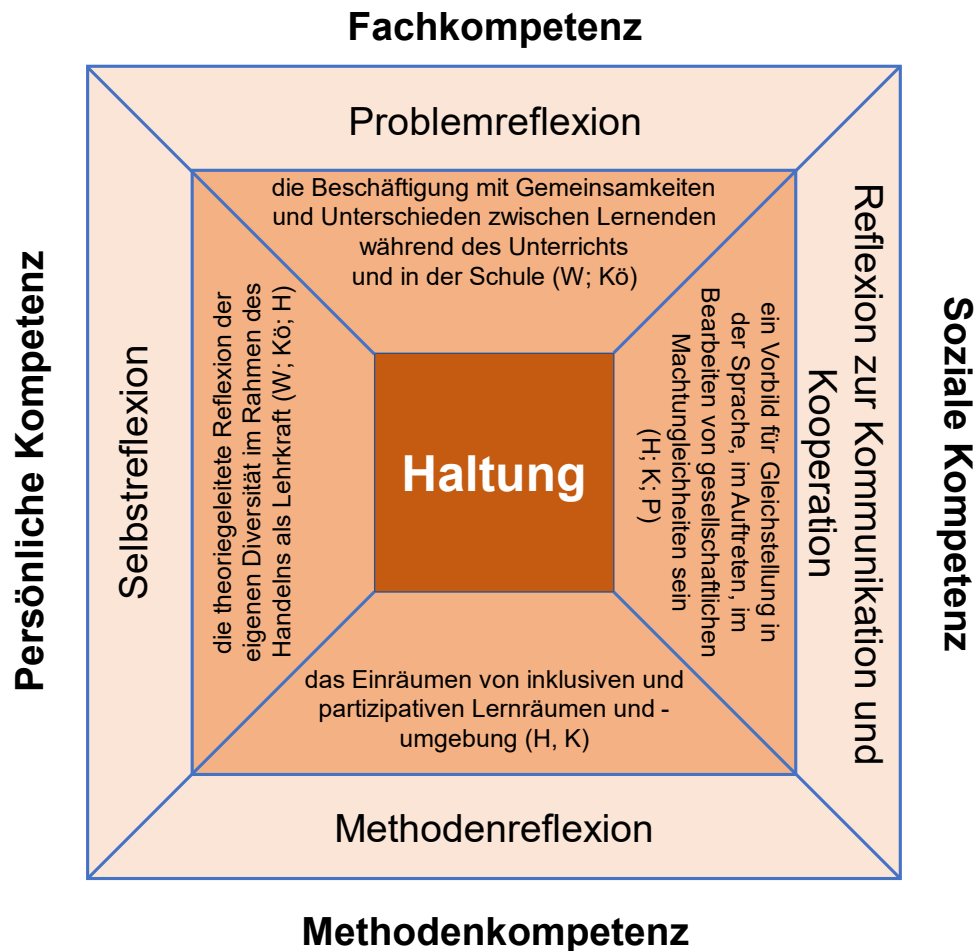 Fachkompetenz
Problemreflexion
die Beschäftigung mit Gemeinsamkeiten
und Unterschieden zwischen Lernenden
während des Unterrichts
und in der Schule (W; Kö)
Persönliche Kompetenz
Selbstreflexion
die theoriegeleitete Reflexion der
eigenen Diversität im Rahmen des
Handelns als Lehrkraft (W; Kö; H)
Haltung
ein Vorbild für Gleichstellung in
der Sprache, im Auftreten, im
Bearbeiten von gesellschaftlichen
Machtungleichheiten sein
(H; K; P)
Reflexion zur Kommunikation und
Kooperation
Soziale Kompetenz
das Einräumen von inklusiven und
partizipativen Lernräumen und -
umgebung (H, K)
Methodenreflexion
Methodenkompetenz